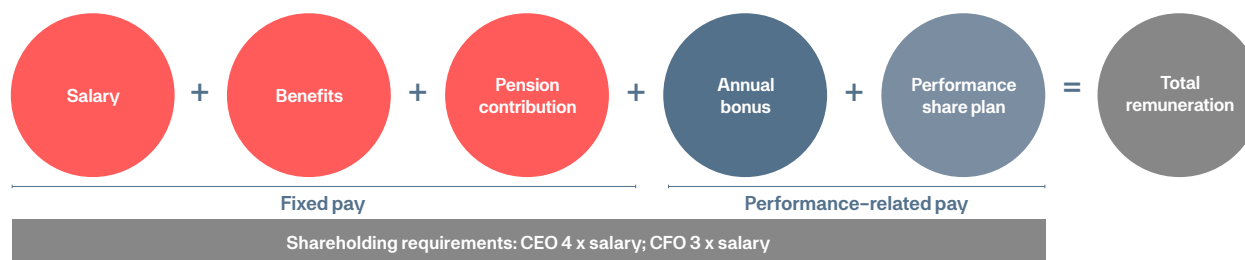 Salary
+
Benefits
+
Pension
contribution
+
Annual
bonus
+
Performance
share plan
=
Total
remuneration
Fixed pay
Performance-related pay
Shareholding requirements: CEO 4 x salary; CFO 3 x salary